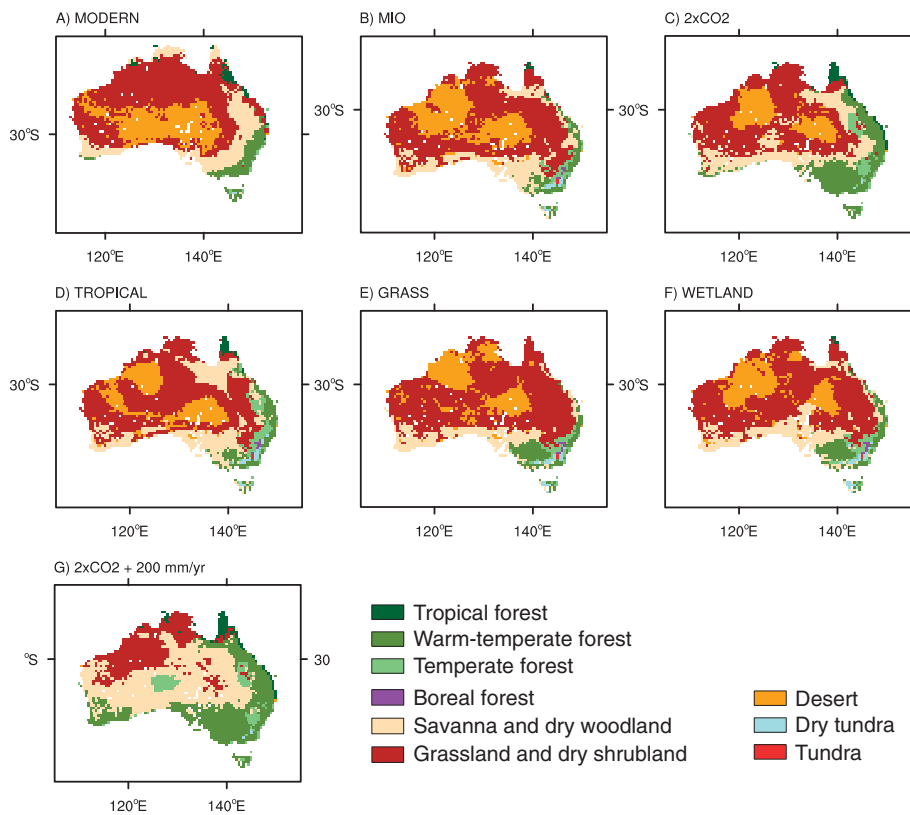 A) MODERN
B) MIO
C) 2xCO2
30°S
30°S
30°S
120°E 140°E
120°E 140°E
120°E 140°E
D) TROPICAL
E) GRASS
F) WETLAND
30°S
30°S
30°S
120°E 140°E
120°E 140°E
120°E 140°E
G) 2xCO2 + 200 mm/yr
°S
30
120°E 140°E
Tropical forest
Warm-temperate forest
Temperate forest
Boreal forest
Savanna and dry woodland
Grassland and dry shrubland
Desert
Dry tundra
Tundra